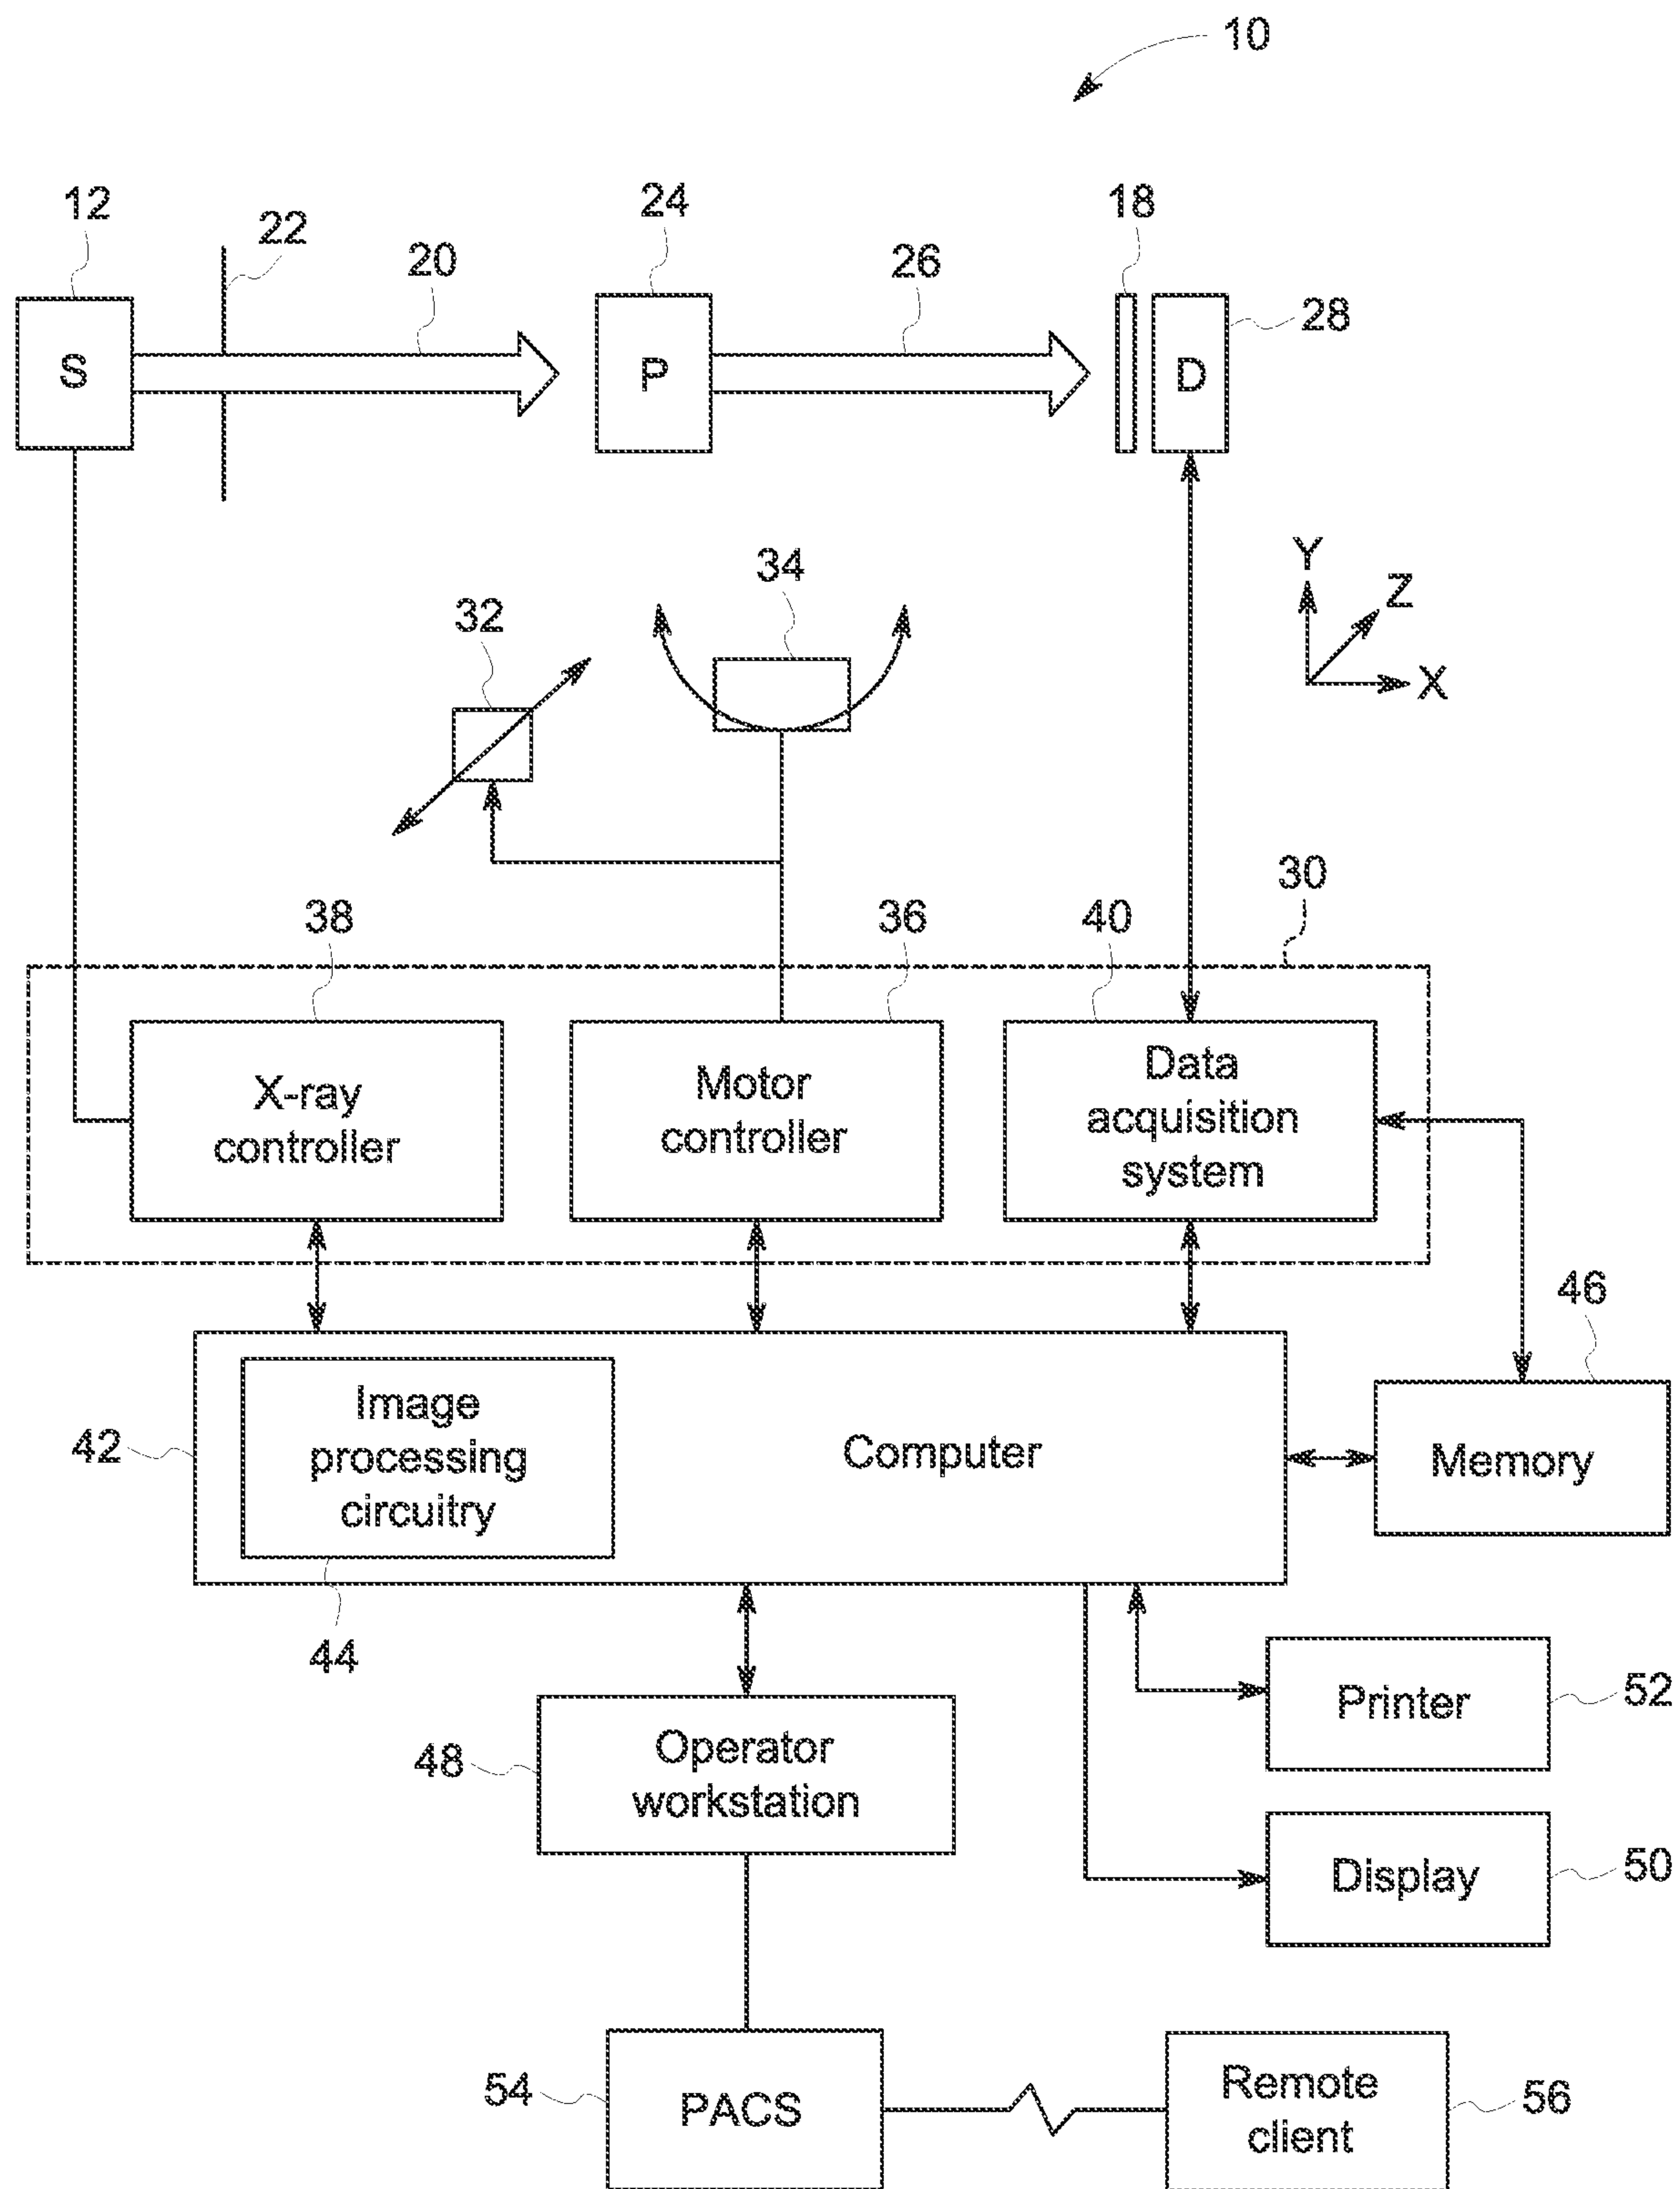 10
12
22
20
24
26
18
28
S
P
D
34
32
Y
Z
X
30
38
36
40
X-ray
controller
Motor
controller
Data
acquisition
system
46
42
Image
processing
circuitry
Computer
Memory
44
48
Operator
workstation
Printer
52
Display
50
54
PACS
Remote
client
56